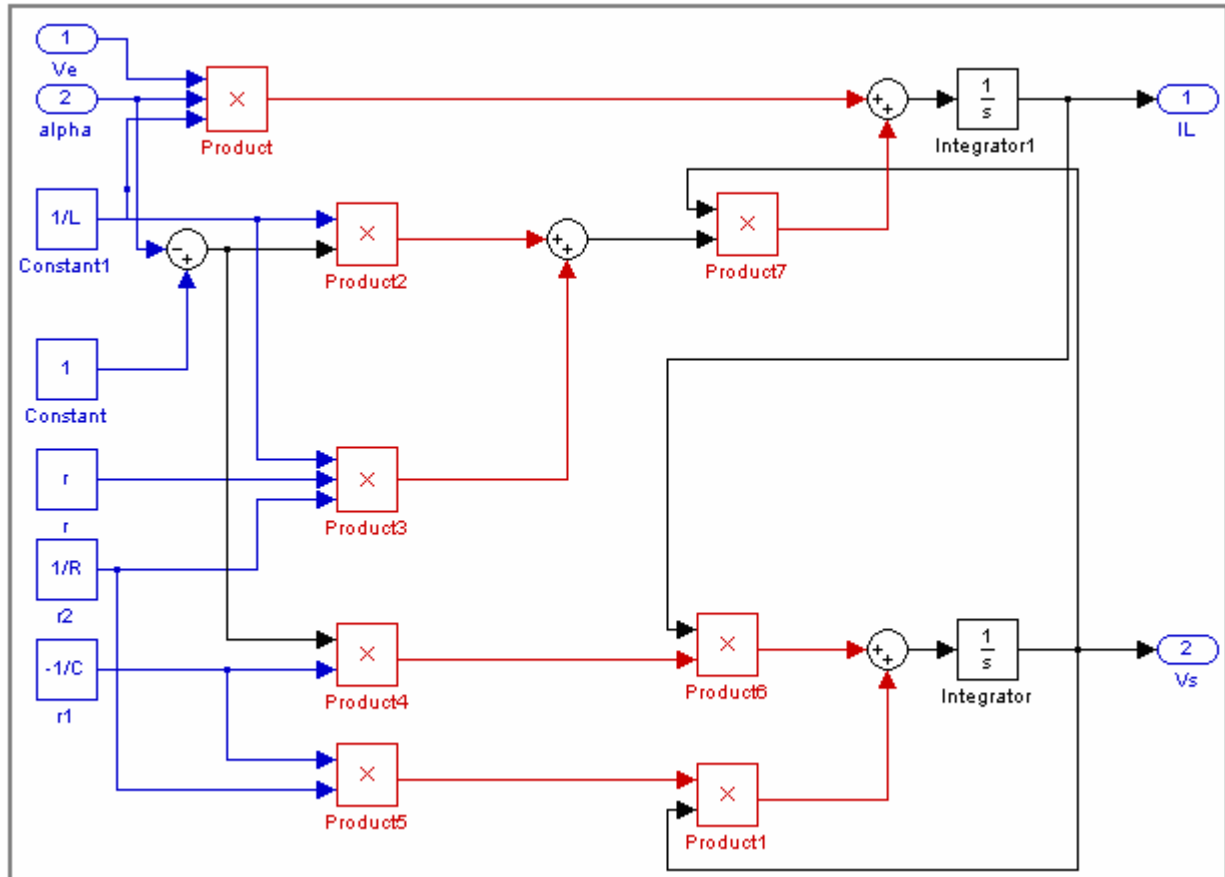 1
Ve
2
alpha
×
Product
+
+
1
s
Integrator1
1
IL
1/L
Constant1
-
+
×
Product2
+
+
×
Product7
1
Constant
r
r
×
Product3
1/R
r2
-1/C
r1
×
Product4
×
Product6
+
+
1
s
Integrator
2
Vs
×
Product5
×
Product1